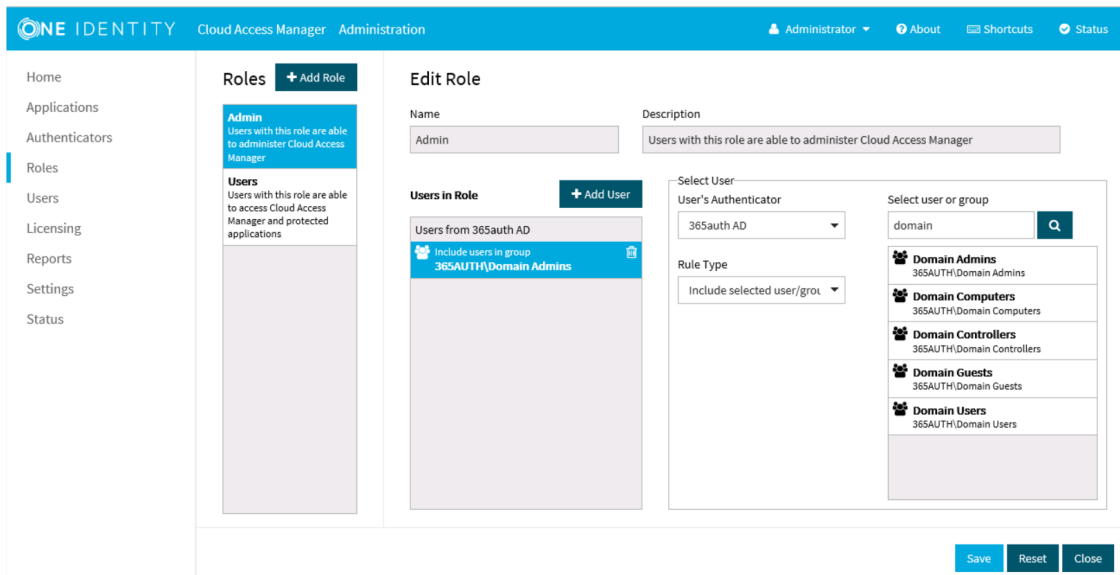 ONE IDENTITY Cloud Access Manager Administration Administrator About Shortcuts Status
Home
Applications
Authenticators
Roles
Users
Licensing
Reports
Settings
Status
Roles
Add Role
Admin
Users with this role are able
to administer Cloud Access
Manager
Users
Users with this role are able
to access Cloud Access
Manager and protected
applications
Edit Role
Name
Admin
Description
Users with this role are able to administer Cloud Access Manager
Users in Role
Add User
Users from 365auth AD
Include users in group
365AUTH\Domain Admins
Select User
User's Authenticator
365auth AD
Rule Type
Include selected user/grou
Select user or group
domain
Domain Admins
365AUTH\Domain Admins
Domain Computers
365AUTH\Domain Computers
Domain Controllers
365AUTH\Domain Controllers
Domain Guests
365AUTH\Domain Guests
Domain Users
365AUTH\Domain Users
Save Reset Close